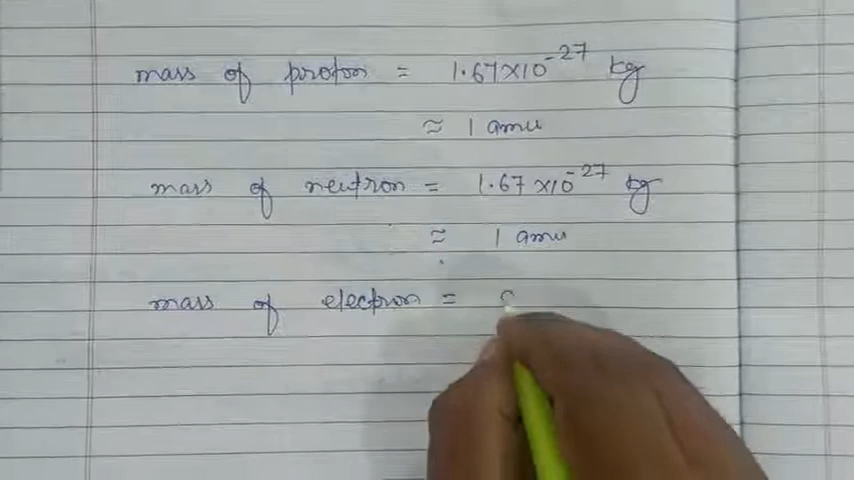 mass of proton = 1.67×10⁻²⁷ kg
≈ 1 amu
mass of neutron = 1.67×10⁻²⁷ kg
≈ 1 amu
mass of electron =